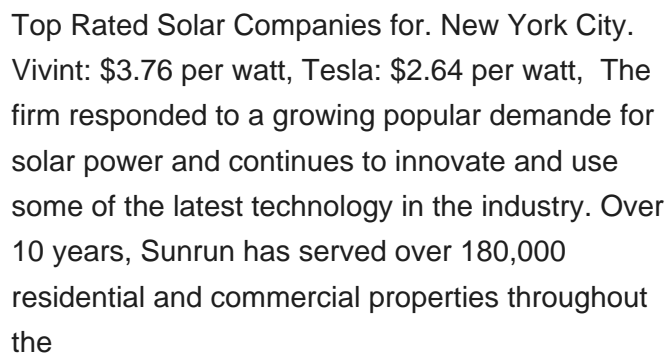 Top Rated Solar Companies for. New York City.
Vivint: $3.76 per watt, Tesla: $2.64 per watt,  The
firm responded to a growing popular demande for
solar power and continues to innovate and use
some of the latest technology in the industry. Over
10 years, Sunrun has served over 180,000
residential and commercial properties throughout
the